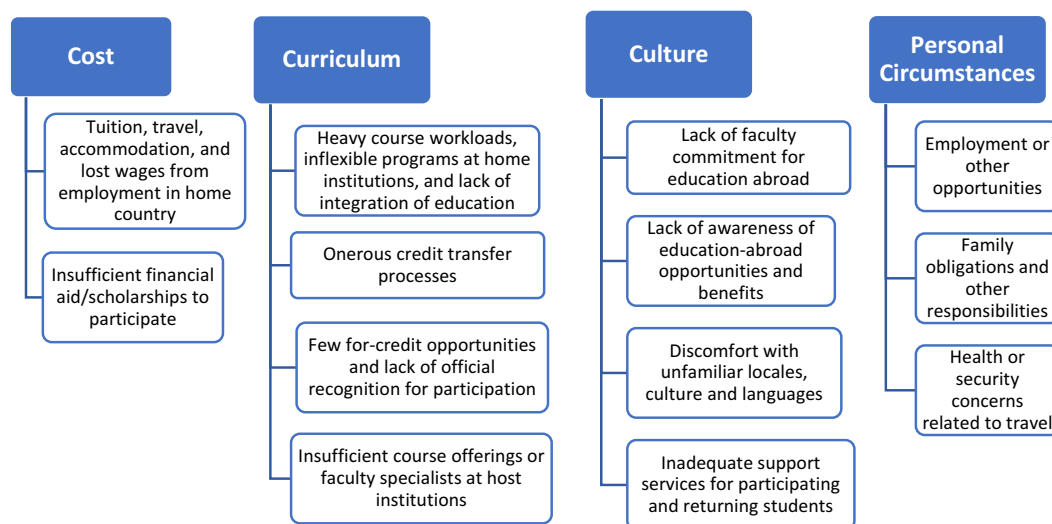 Cost
Tuition, travel,
accommodation, and
lost wages from
employment in home
country
Insufficient financial
aid/scholarships to
participate
Curriculum
Heavy course workloads,
inflexible programs at home
institutions, and lack of
integration of education
Onerous credit transfer
processes
Few for-credit opportunities
and lack of official
recognition for participation
Insufficient course offerings or
faculty specialists at host
institutions
Culture
Lack of faculty
commitment for
education abroad
Lack of awareness of
education-abroad
opportunities and
benefits
Discomfort with
unfamiliar locales,
culture and languages
Inadequate support
services for participating
and returning students
Personal
Circumstances
Employment or
other
opportunities
Family
obligations and
other
responsibilities
Health or
security
concerns
related to travel